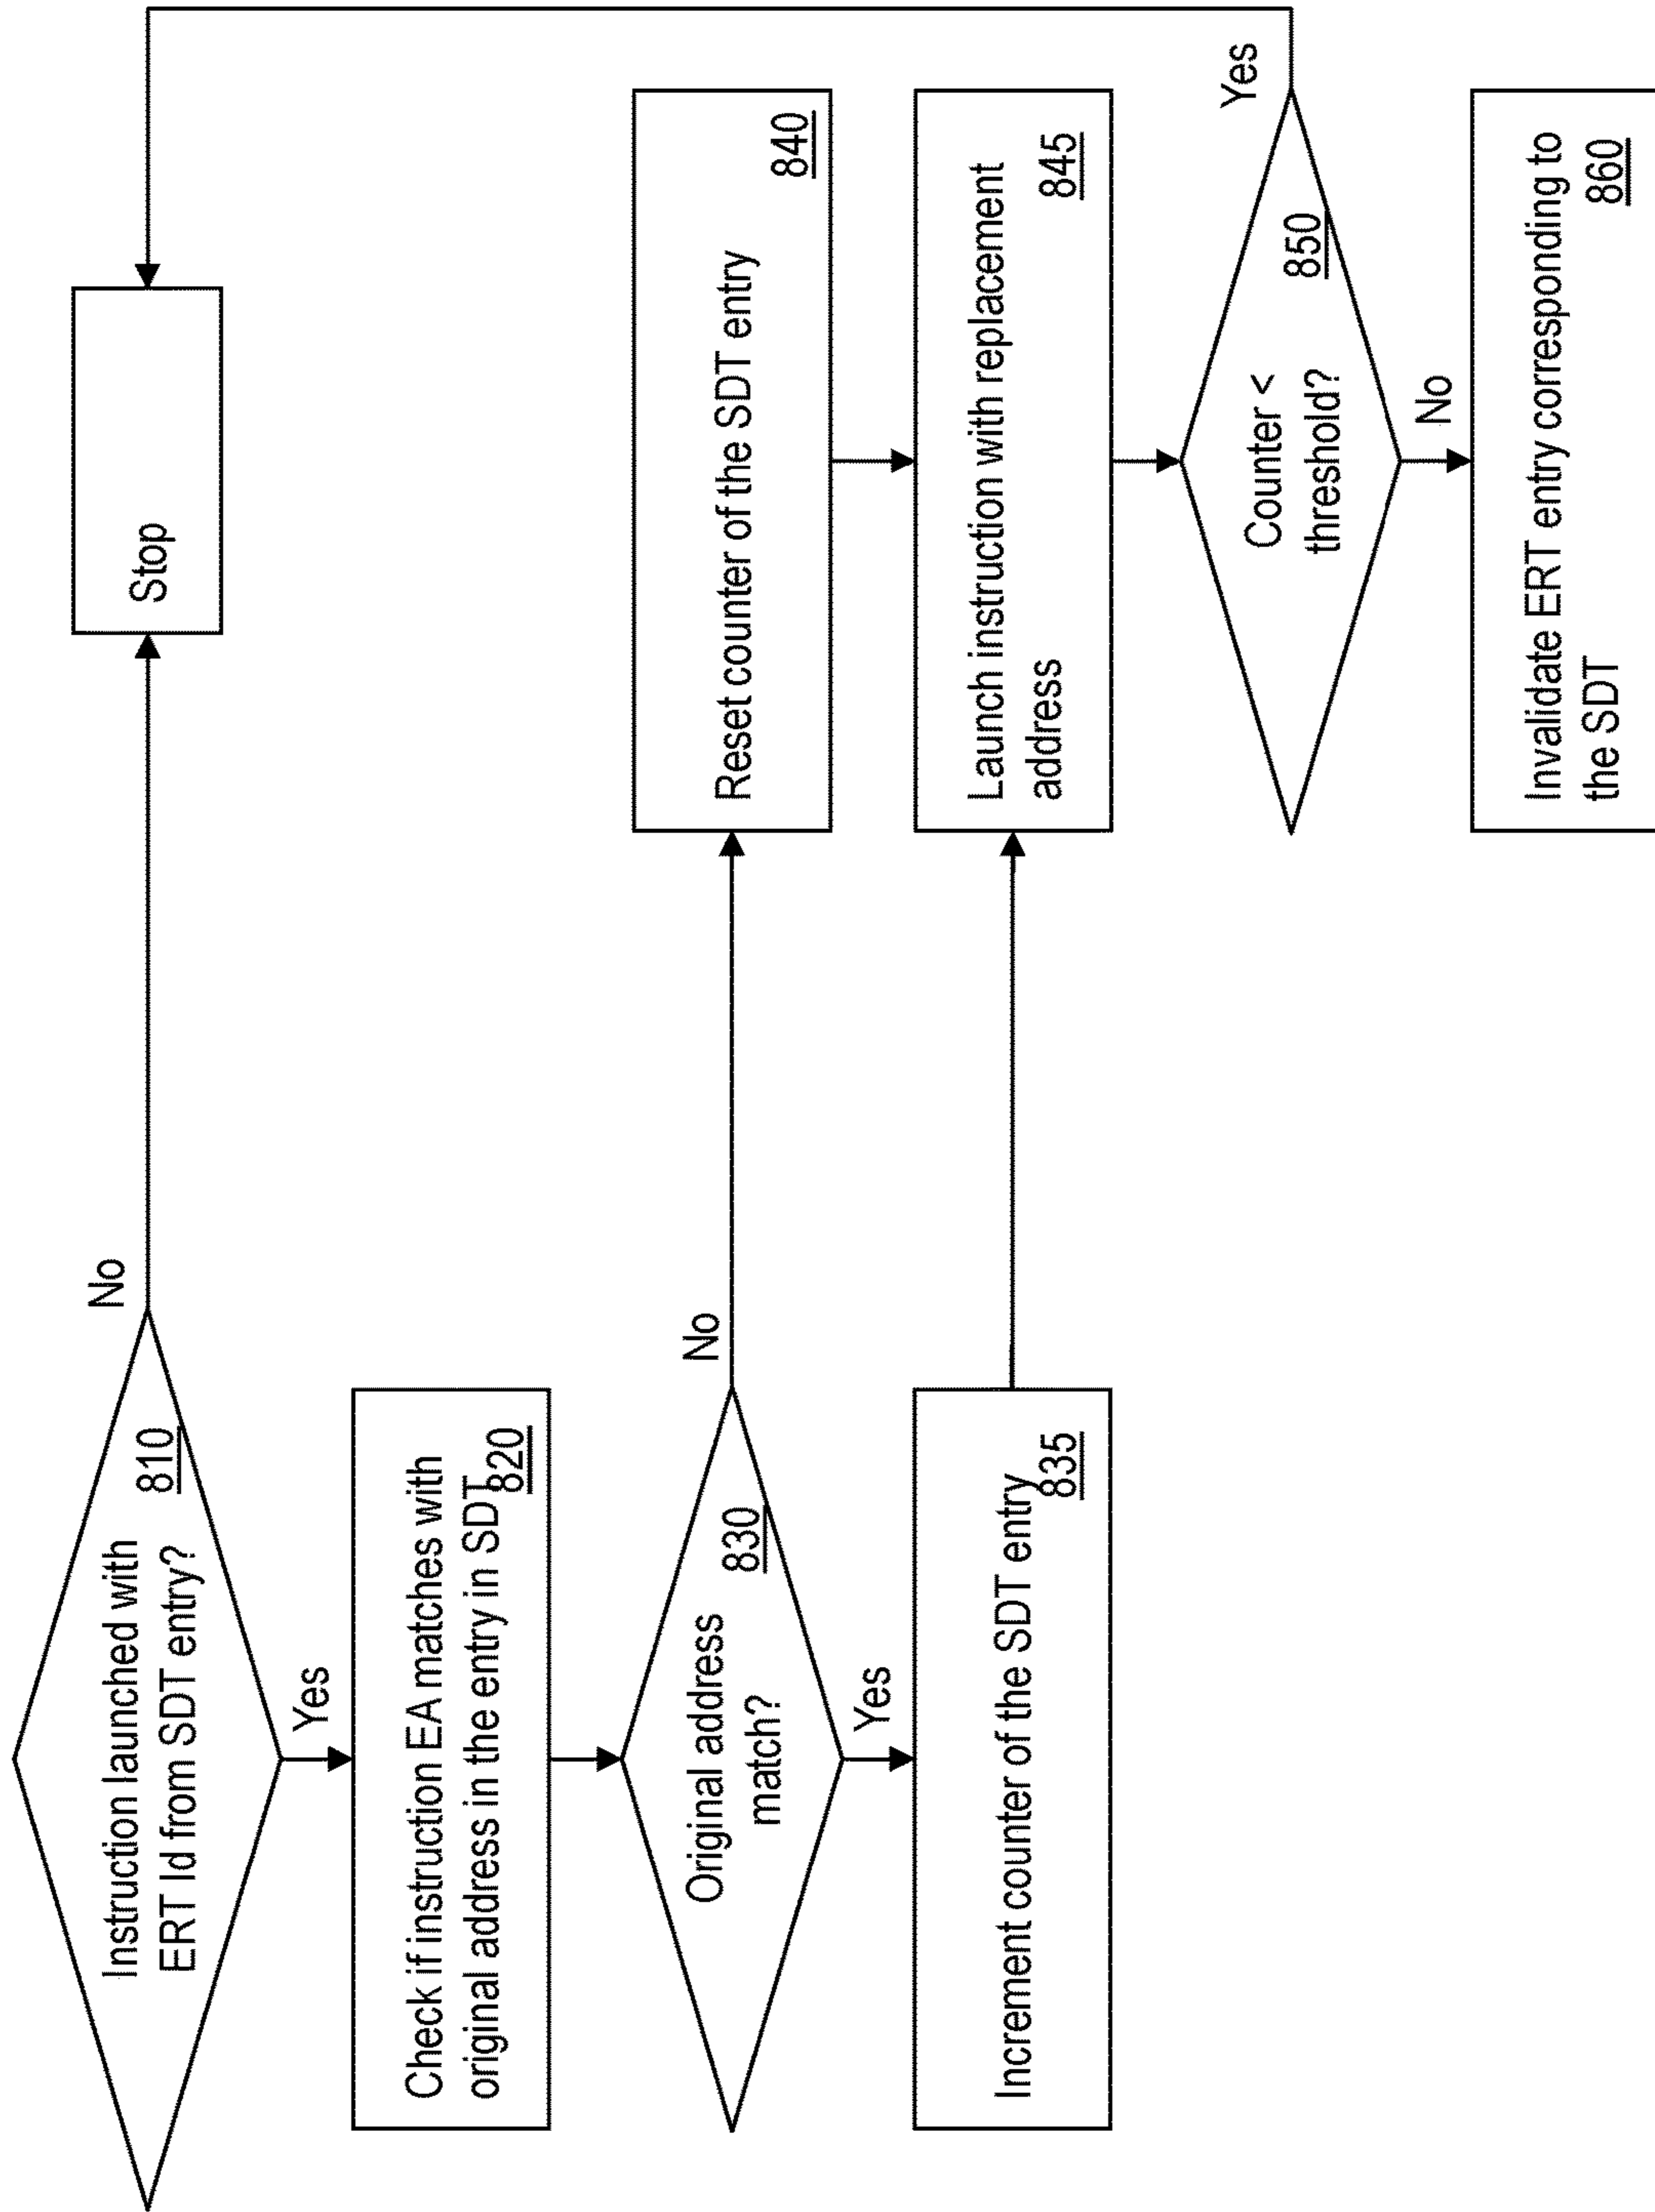 Instruction launched with
ERT Id from SDT entry?
810
No
Stop
Yes
Check if instruction EA matches with
original address in the entry in SDT
820
Original address
match?
830
No
Yes
Increment counter of the SDT entry
835
Reset counter of the SDT entry
840
Launch instruction with replacement
address
845
Counter <
threshold?
850
Yes
No
Invalidate ERT entry corresponding to
the SDT
860